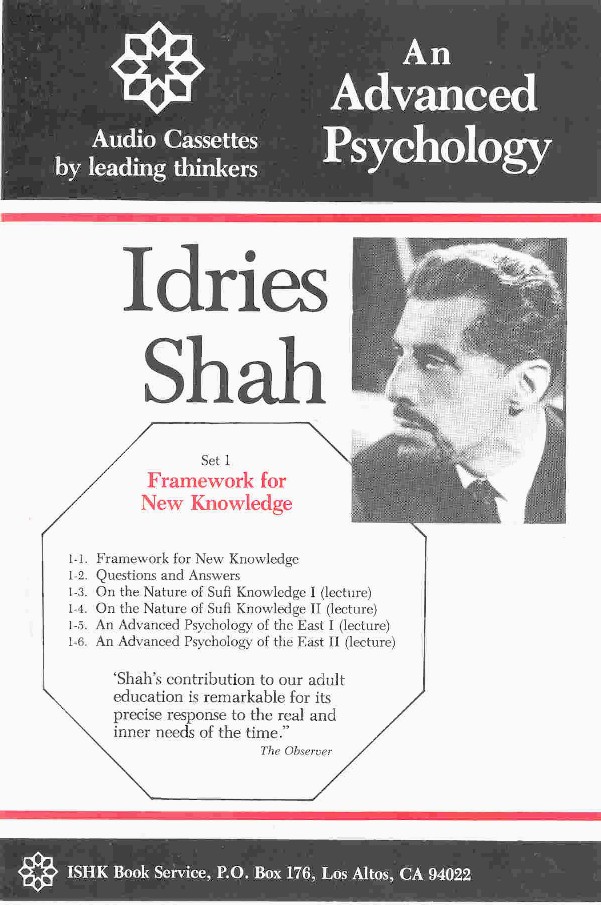 Audio Cassettes
by leading thinkers
An
Advanced
Psychology
Idries
Shah
Set 1
Framework for
New Knowledge
1-1. Framework for New Knowledge
1-2. Questions and Answers
1-3. On the Nature of Sufi Knowledge I (lecture)
1-4. On the Nature of Sufi Knowledge II (lecture)
1-5. An Advanced Psychology of the East I (lecture)
1-6. An Advanced Psychology of the East II (lecture)
‘Shah’s contribution to our adult
education is remarkable for its
precise response to the real and
inner needs of the time.”
The Observer
ISHK Book Service, P.O. Box 176, Los Altos, CA 94022